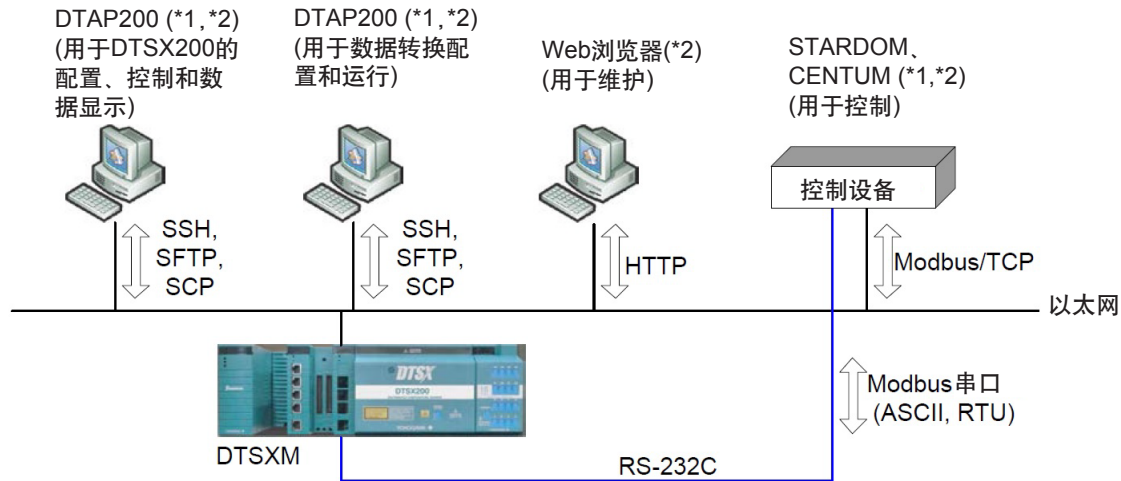 DTAP200 (*1,*2)
(用于DTSX200的
配置、控制和数
据显示)
DTAP200 (*1,*2)
(用于数据转换配
置和运行)
Web浏览器(*2)
(用于维护)
STARDOM、
CENTUM (*1,*2)
(用于控制)
控制设备
SSH,
SFTP,
SCP
SSH,
SFTP,
SCP
HTTP
Modbus/TCP
以太网
DTSX
DTSX200
YOKOGAWA
DTSXM
Modbus串口
(ASCII, RTU)
RS-232C